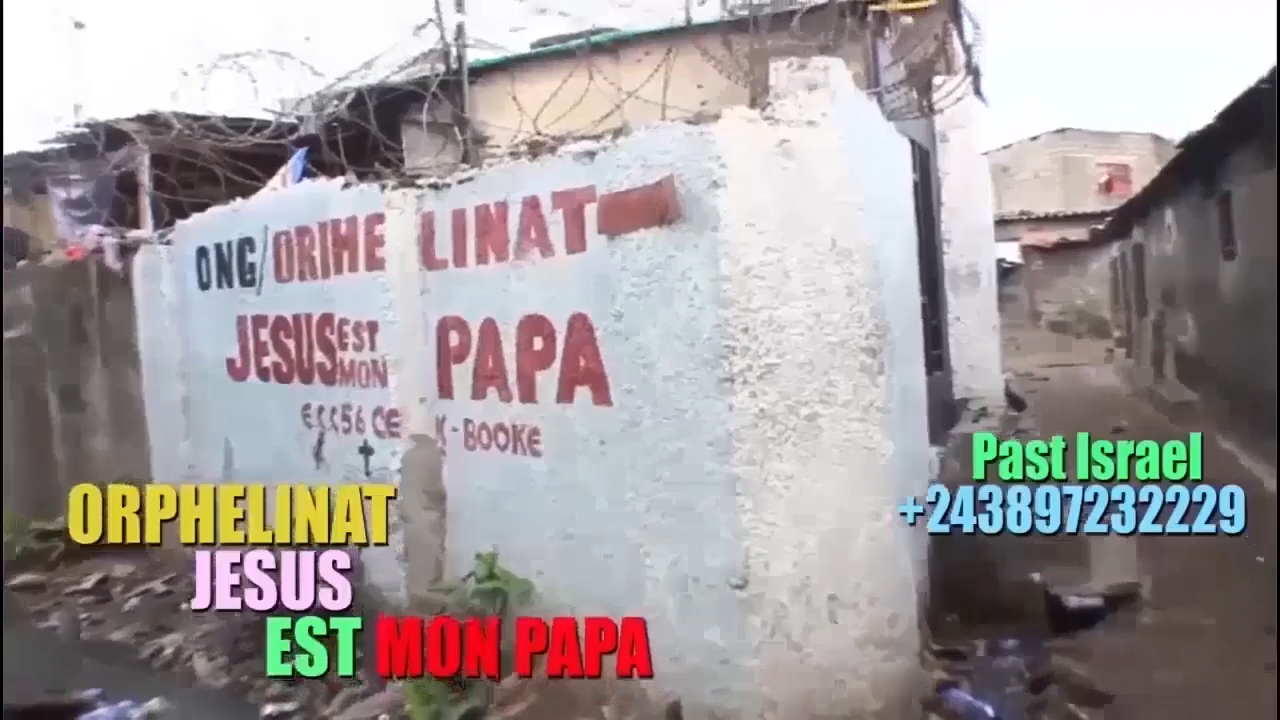 ONG/ORIHE LINAT
JESUS EST MON PAPA
K-BOOKE
ORPHELINAT
JESUS
EST MON PAPA
Past Israel
+243897232229